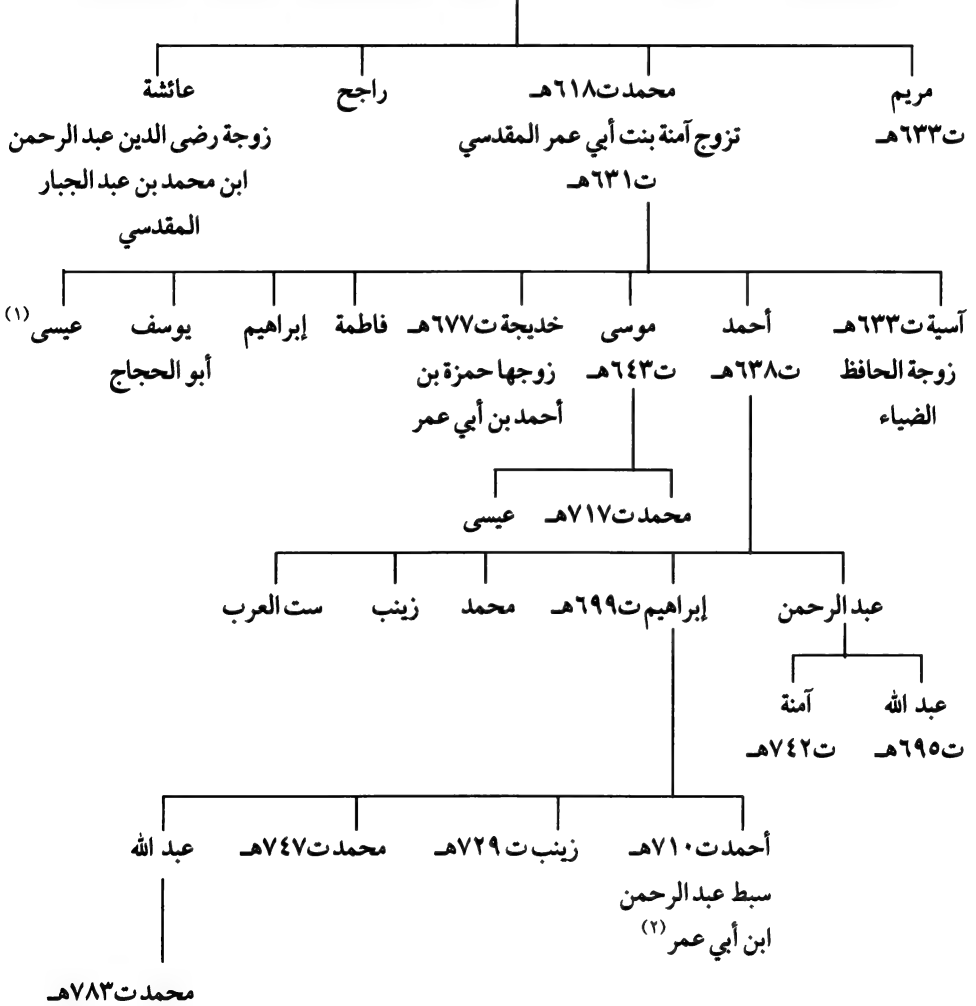 مريم
ت٦٣٣هـ
محمد ت٦١٨هـ
تزوج آمنة بنت أبي عمر المقدسي
ت٦٣١هـ
راجح
عائشة
زوجة رضى الدين عبد الرحمن
ابن محمد بن عبد الجبار
المقدسي
آسية ت٦٣٣هـ
زوجة الحافظ
الضياء
أحمد
ت٦٣٨هـ
موسى
ت٦٤٣هـ
خديجة ت٦٧٧هـ
زوجها حمزة بن
أحمد بن أبي عمر
فاطمة
إبراهيم
يوسف
أبو الحجاج
عيسى (١)
محمد ت٧١٧هـ
عيسى
عبد الرحمن
إبراهيم ت٦٩٩هـ
محمد
زينب
ست العرب
عبد الله
ت٦٩٥هـ
آمنة
ت٧٤٢هـ
أحمد ت٧١٠هـ
سبط عبد الرحمن
ابن أبي عمر (٢)
زينب ت٧٢٩هـ
محمد ت٧٤٧هـ
عبد الله
محمد ت٧٨٣هـ